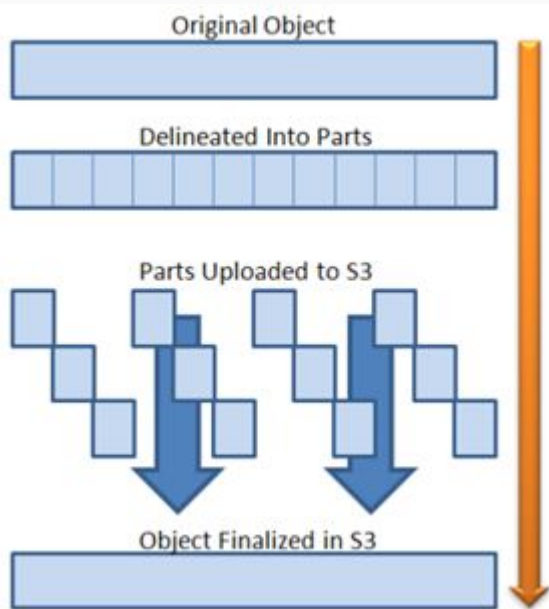 Original Object
Delineated Into Parts
Parts Uploaded to S3
Object Finalized in S3